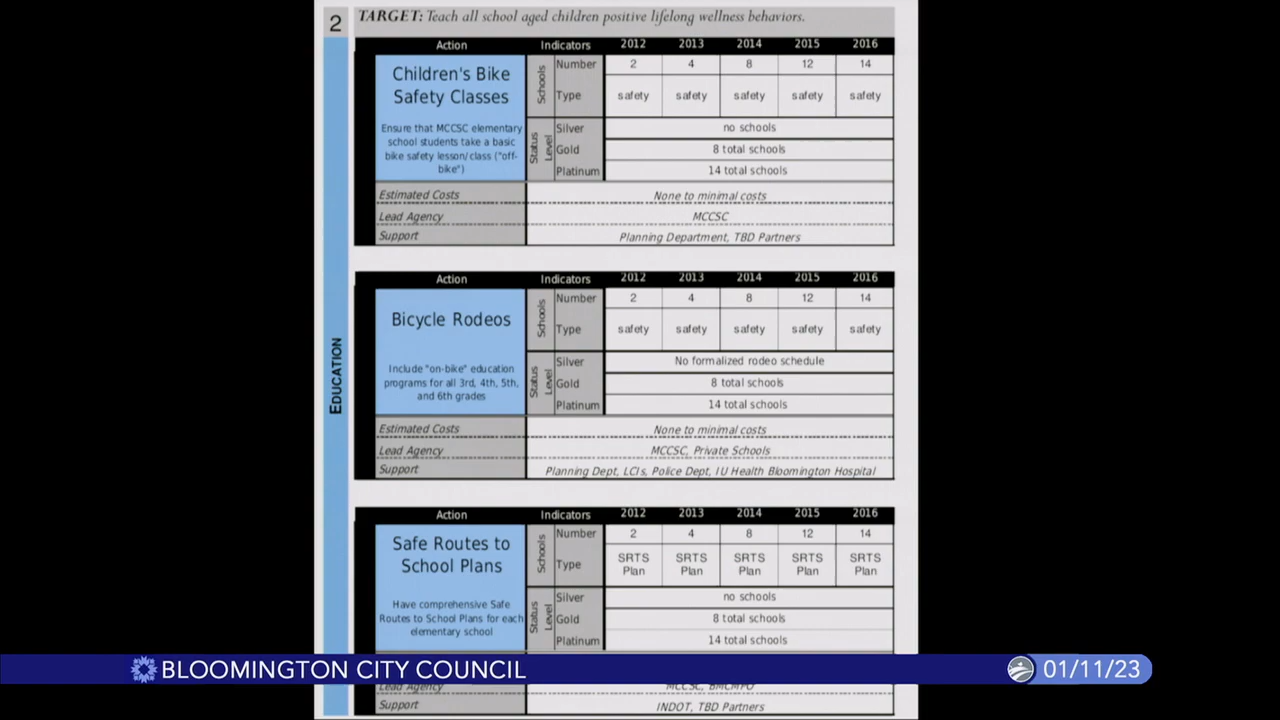 2
TARGET: Teach all school aged children positive lifelong wellness behaviors.
EDUCATION
Action Indicators 2012 2013 2014 2015 2016
Children's Bike
Safety Classes
Ensure that MCCSC elementary
school students take a basic
bike safety lesson/class ("off-
bike")
Schools
Number 2 4 8 12 14
Type safety safety safety safety safety
Status
Level
Silver no schools
Gold 8 total schools
Platinum 14 total schools
Estimated Costs None to minimal costs
Lead Agency MCCSC
Support Planning Department, TBD Partners
Action Indicators 2012 2013 2014 2015 2016
Bicycle Rodeos
Include "on-bike" education
programs for all 3rd, 4th, 5th,
and 6th grades
Schools
Number 2 4 8 12 14
Type safety safety safety safety safety
Status
Level
Silver No formalized rodeo schedule
Gold 8 total schools
Platinum 14 total schools
Estimated Costs None to minimal costs
Lead Agency MCCSC, Private Schools
Support Planning Dept, LCIs, Police Dept, IU Health Bloomington Hospital
Action Indicators 2012 2013 2014 2015 2016
Safe Routes to
School Plans
Have comprehensive Safe
Routes to School Plans for each
elementary school
Schools
Number 2 4 8 12 14
Type SRTS SRTS SRTS SRTS SRTS
Plan Plan Plan Plan Plan
Status
Level
Silver no schools
Gold 8 total schools
Platinum 14 total schools
Lead Agency MCCSC, BMCMPO
Support INDOT, TBD Partners
BLOOMINGTON CITY COUNCIL
01/11/23